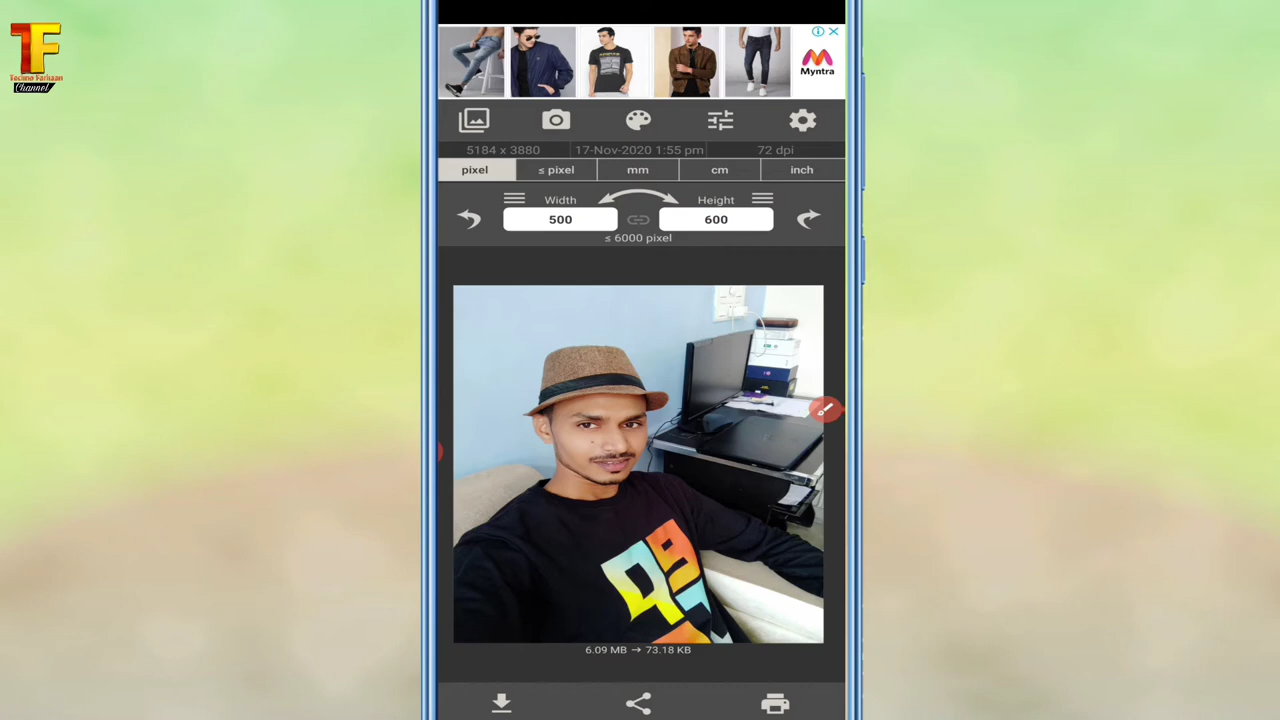 TF
Techno Farhaan
Channel
Myntra
5184 x 3880
17-Nov-2020 1:55 pm
72 dpi
pixel
≤ pixel
mm
cm
inch
Width
Height
500
600
≤ 6000 pixel
6.09 MB → 73.18 KB